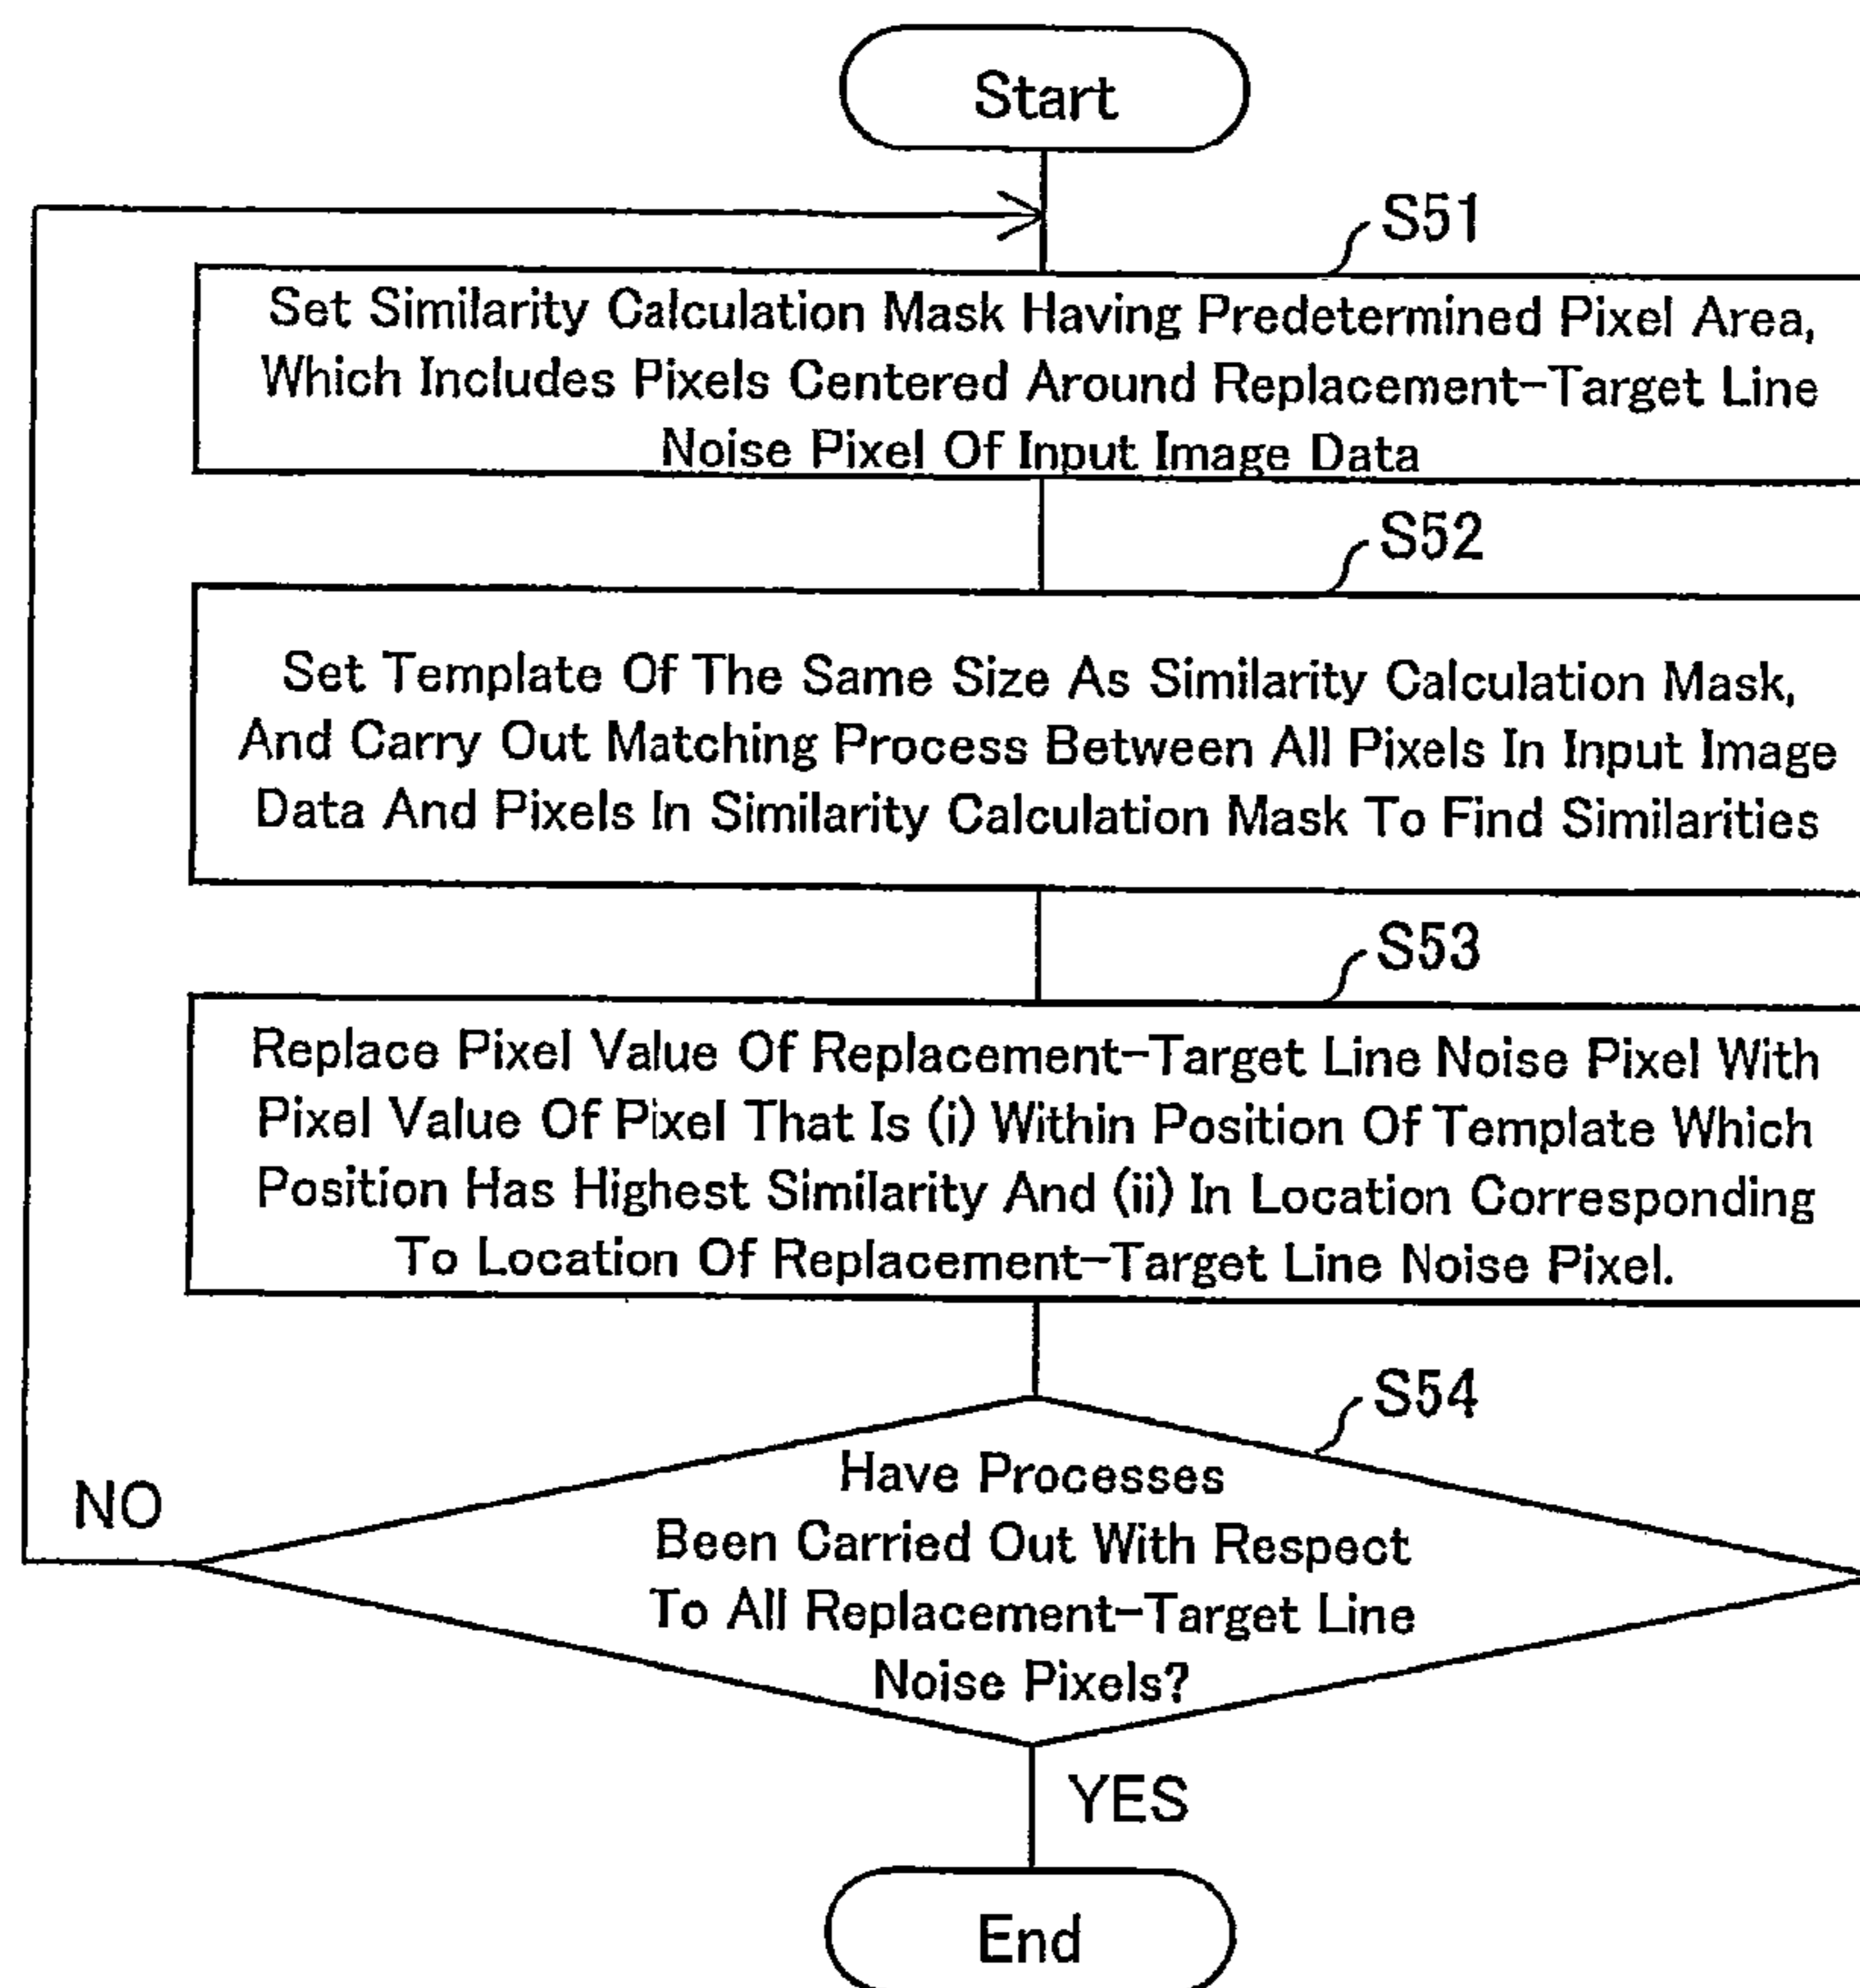 Start
S51
Set Similarity Calculation Mask Having Predetermined Pixel Area,
Which Includes Pixels Centered Around Replacement-Target Line
Noise Pixel Of Input Image Data
S52
Set Template Of The Same Size As Similarity Calculation Mask,
And Carry Out Matching Process Between All Pixels In Input Image
Data And Pixels In Similarity Calculation Mask To Find Similarities
S53
Replace Pixel Value Of Replacement-Target Line Noise Pixel With
Pixel Value Of Pixel That Is (i) Within Position Of Template Which
Position Has Highest Similarity And (ii) In Location Corresponding
To Location Of Replacement-Target Line Noise Pixel.
S54
Have Processes
Been Carried Out With Respect
To All Replacement-Target Line
Noise Pixels?
NO
YES
End